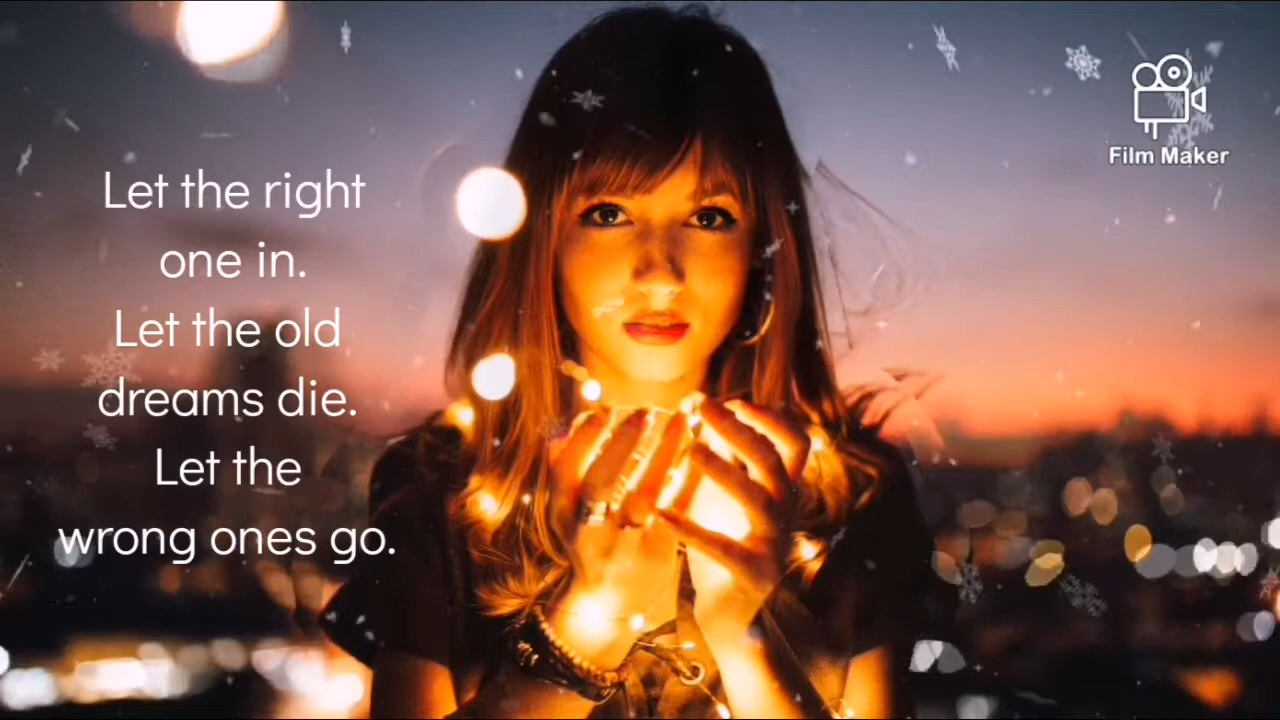 Let the right
one in.
Let the old
dreams die.
Let the
wrong ones go.
Film Maker